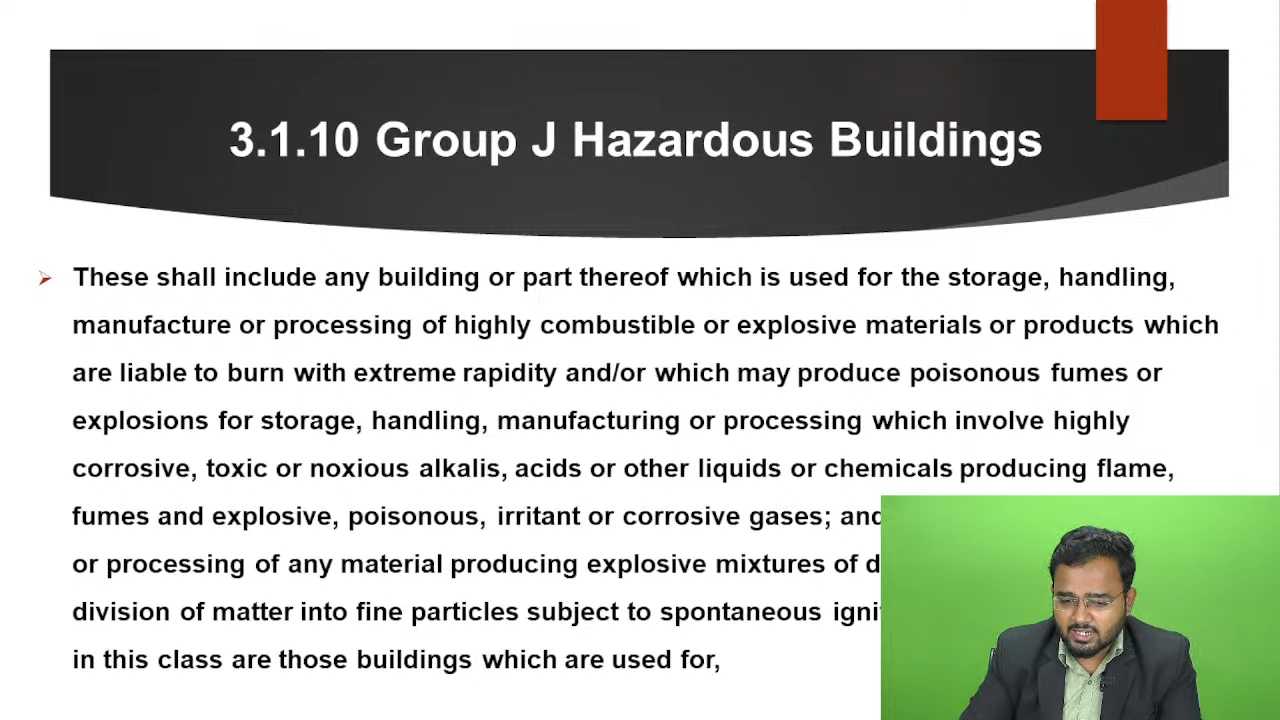 3.1.10 Group J Hazardous Buildings
These shall include any building or part thereof which is used for the storage, handling,
manufacture or processing of highly combustible or explosive materials or products which
are liable to burn with extreme rapidity and/or which may produce poisonous fumes or
explosions for storage, handling, manufacturing or processing which involve highly
corrosive, toxic or noxious alkalis, acids or other liquids or chemicals producing flame,
fumes and explosive, poisonous, irritant or corrosive gases; and
or processing of any material producing explosive mixtures of
division of matter into fine particles subject to spontaneous
in this class are those buildings which are used for,